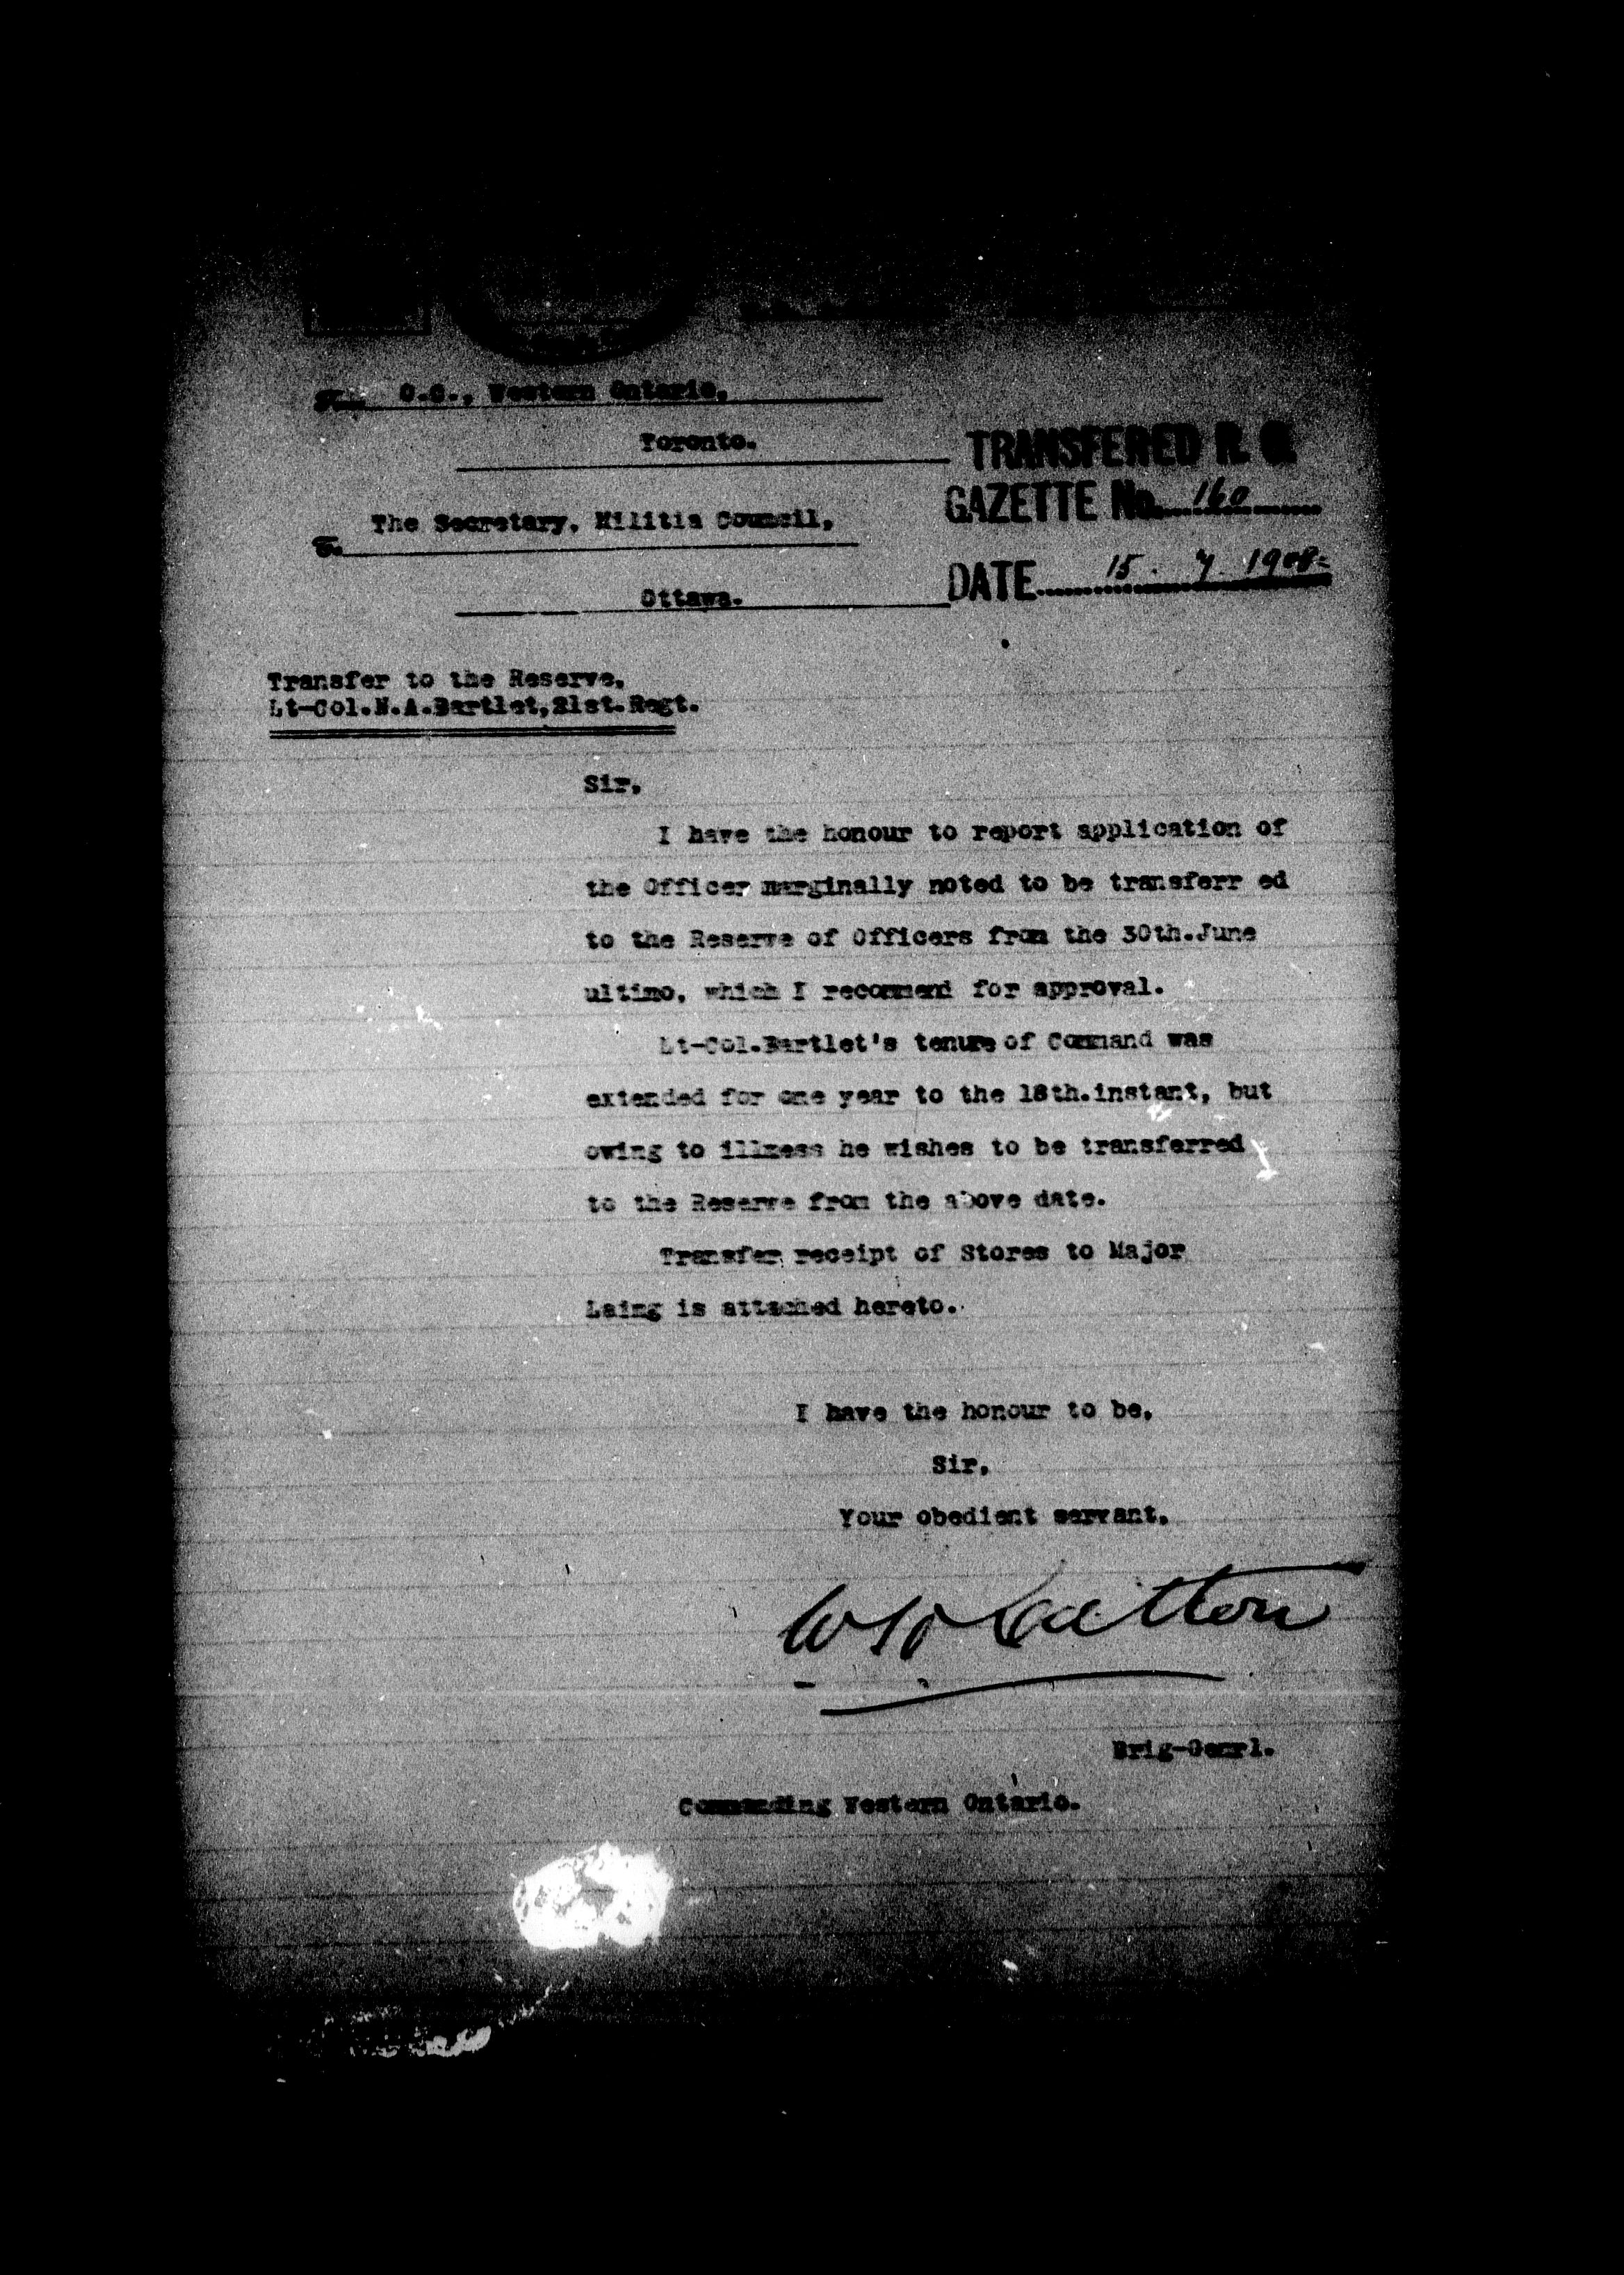 From O.C., Western Ontario,
Toronto.
TRANSFERED R. O.
GAZETTE No. 160
To The Secretary, Militia Council,
DATE 15. 7. 1908.
Ottawa.
Transfer to the Reserve,
Lt-Col.N.A.Bartlet,21st.Regt.
Sir,
I have the honour to report application of
the Officer marginally noted to be transferr ed
to the Reserve of Officers from the 30th.June
ultimo, which I recommend for approval.
Lt-Col.Bartlet's tenure of Command was
extended for one year to the 18th.instant, but
owing to illness he wishes to be transferred
to the Reserve from the above date.
Transfer receipt of Stores to Major
Laing is attached hereto.
I have the honour to be,
Sir,
Your obedient servant,
Brig-Genrl.
Commanding Western Ontario.